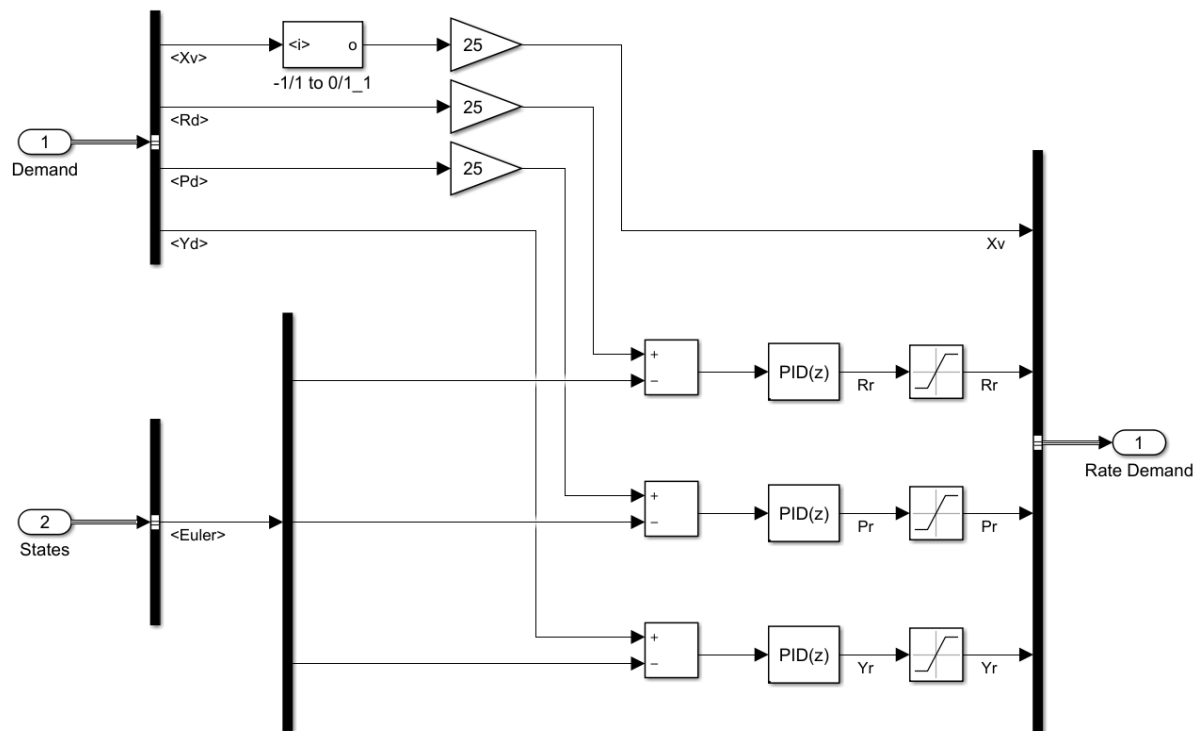 <Xv>
<i>
o
-1/1 to 0/1_1
25
<Rd>
25
1
Demand
<Pd>
25
<Yd>
Xv
+
−
PID(z)
Rr
Rr
1
Rate Demand
2
States
<Euler>
+
−
PID(z)
Pr
Pr
+
−
PID(z)
Yr
Yr